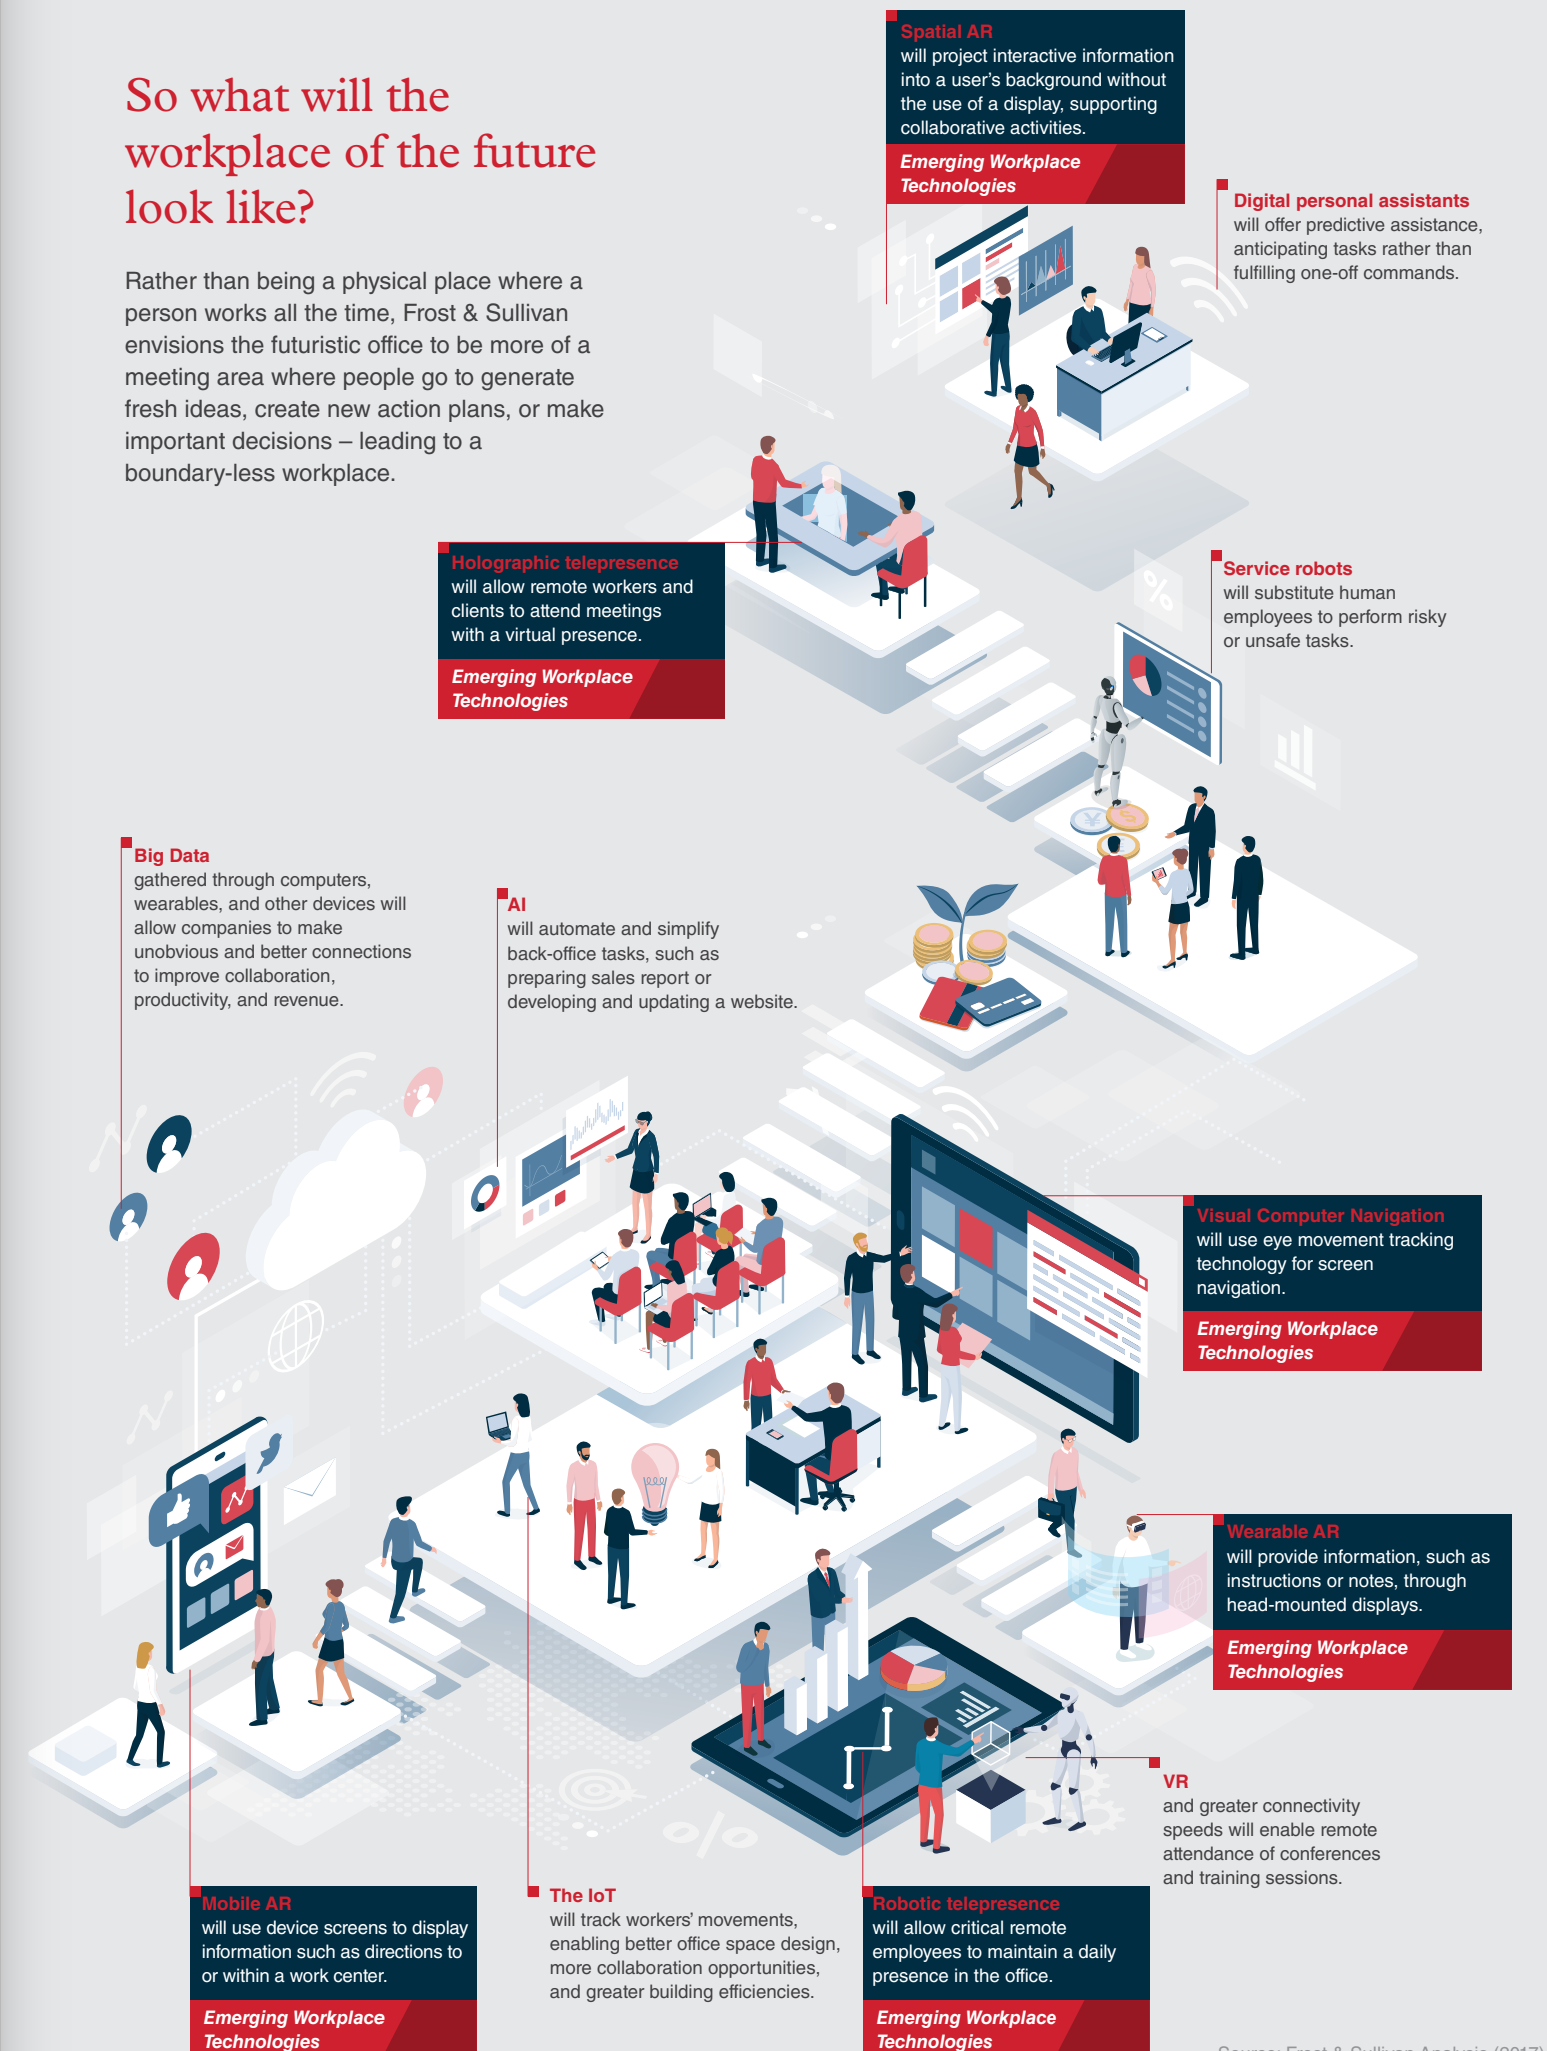 So what will the
workplace of the future
look like?
Rather than being a physical place where a
person works all the time, Frost & Sullivan
envisions the futuristic office to be more of a
meeting area where people go to generate
fresh ideas, create new action plans, or make
important decisions – leading to a
boundary-less workplace.
Spatial AR
will project interactive information
into a user's background without
the use of a display, supporting
collaborative activities.
Emerging Workplace
Technologies
Digital personal assistants
will offer predictive assistance,
anticipating tasks rather than
fulfilling one-off commands.
Holographic telepresence
will allow remote workers and
clients to attend meetings
with a virtual presence.
Emerging Workplace
Technologies
%
Service robots
will substitute human
employees to perform risky
or unsafe tasks.
¥
$
Big Data
gathered through computers,
wearables, and other devices will
allow companies to make
unobvious and better connections
to improve collaboration,
productivity, and revenue.
AI
will automate and simplify
back-office tasks, such as
preparing sales report or
developing and updating a website.
Visual Computer Navigation
will use eye movement tracking
technology for screen
navigation.
Emerging Workplace
Technologies
Wearable AR
will provide information, such as
instructions or notes, through
head-mounted displays.
Emerging Workplace
Technologies
%
VR
and greater connectivity
speeds will enable remote
attendance of conferences
and training sessions.
Mobile AR
will use device screens to display
information such as directions to
or within a work center.
Emerging Workplace
Technologies
The IoT
will track workers' movements,
enabling better office space design,
more collaboration opportunities,
and greater building efficiencies.
Robotic telepresence
will allow critical remote
employees to maintain a daily
presence in the office.
Emerging Workplace
Technologies
Source: Frost & Sullivan Analysis (2017)